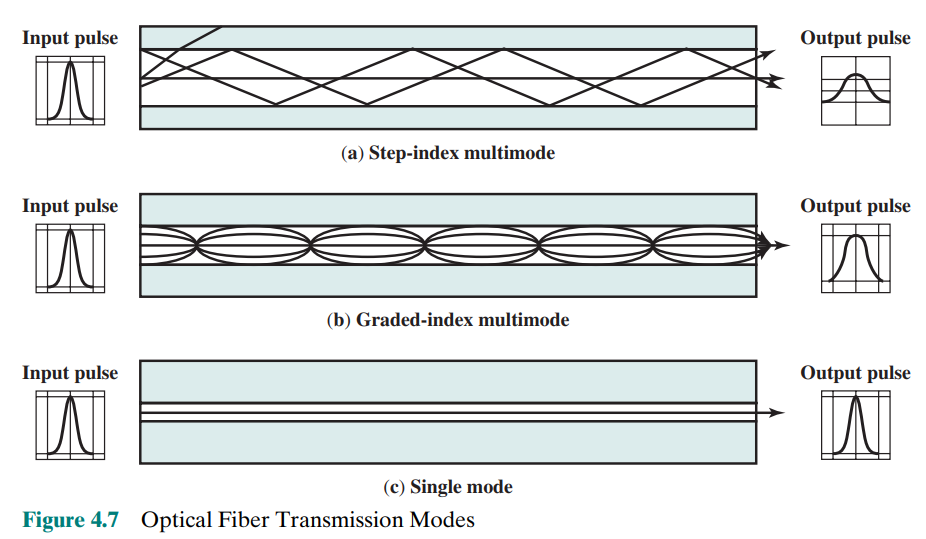 Input pulse
Output pulse
(a) Step-index multimode
Input pulse
Output pulse
(b) Graded-index multimode
Input pulse
Output pulse
(c) Single mode
Figure 4.7 Optical Fiber Transmission Modes